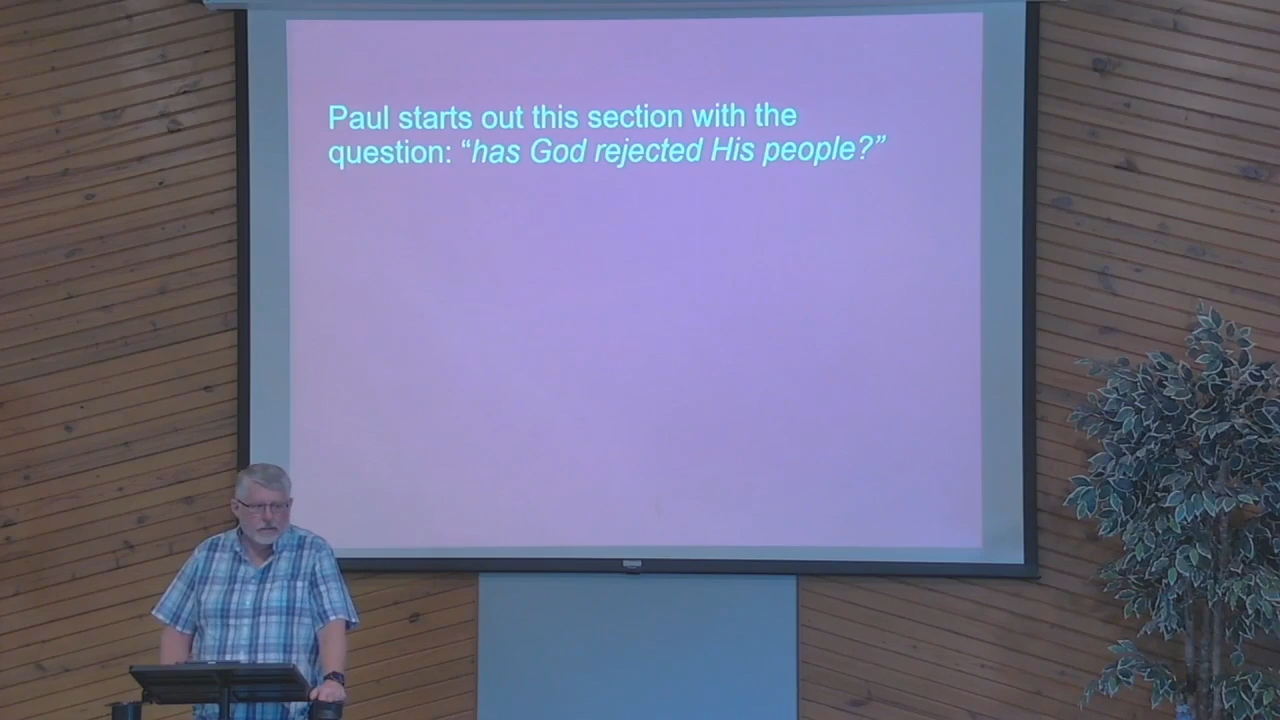 Paul starts out this section with the
question: “has God rejected His people?”